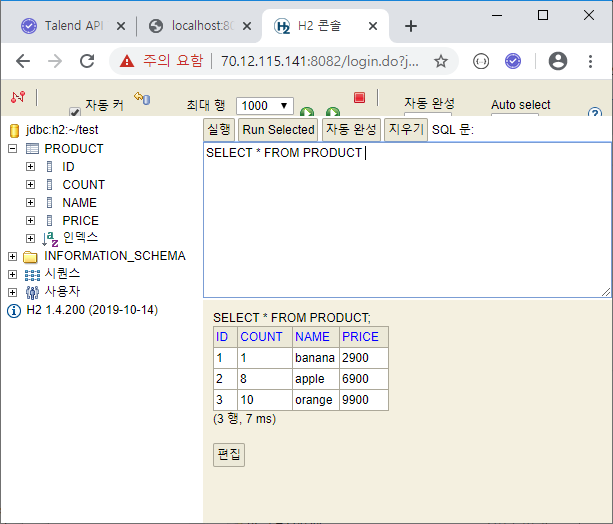 Talend API
localhost:80
H2 콘솔
주의 요함 | 70.12.115.141:8082/login.do?j...
자동 커
최대 행
1000
자동 완성
Auto select
jdbc:h2:~/test
PRODUCT
ID
COUNT
NAME
PRICE
인덱스
INFORMATION_SCHEMA
시퀀스
사용자
H2 1.4.200 (2019-10-14)
실행 Run Selected 자동 완성 지우기 SQL 문:
SELECT * FROM PRODUCT
SELECT * FROM PRODUCT;
ID COUNT NAME PRICE
1 1 banana 2900
2 8 apple 6900
3 10 orange 9900
(3 행, 7 ms)
편집